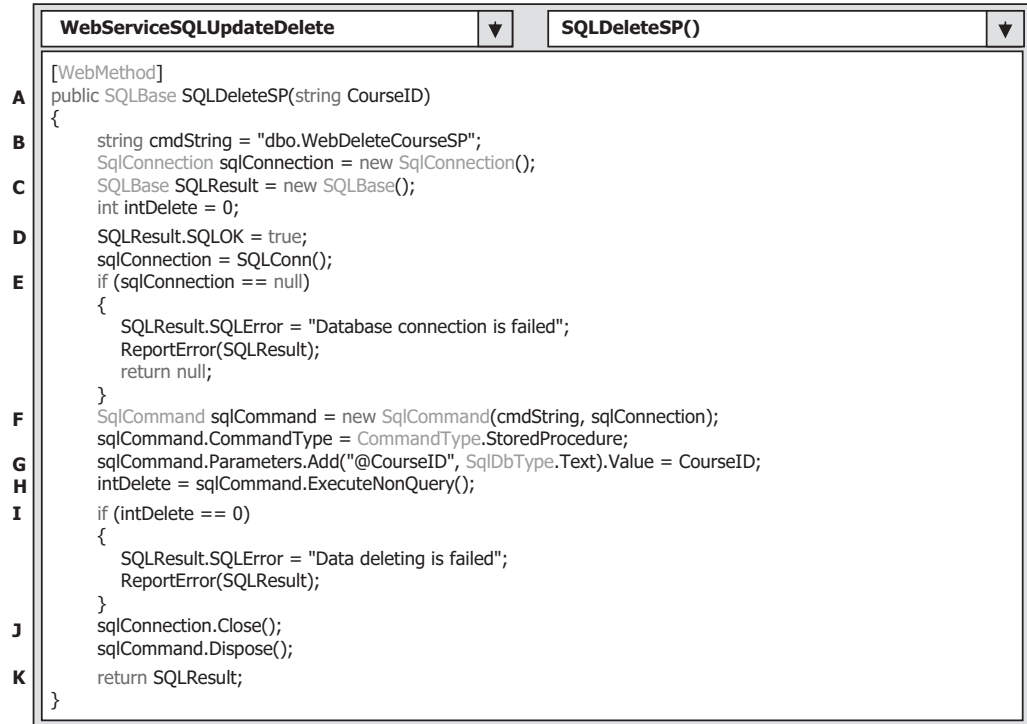 WebServiceSQLUpdateDelete SQLDeleteSP()
[WebMethod]
A public SQLBase SQLDeleteSP(string CourseID)
{
B string cmdString = "dbo.WebDeleteCourseSP";
SqlConnection sqlConnection = new SqlConnection();
C SQLBase SQLResult = new SQLBase();
int intDelete = 0;
D SQLResult.SQLOK = true;
sqlConnection = SQLConn();
E if (sqlConnection == null)
{
SQLResult.SQLError = "Database connection is failed";
ReportError(SQLResult);
return null;
}
F SqlCommand sqlCommand = new SqlCommand(cmdString, sqlConnection);
sqlCommand.CommandType = CommandType.StoredProcedure;
G sqlCommand.Parameters.Add("@CourseID", SqlDbType.Text).Value = CourseID;
H intDelete = sqlCommand.ExecuteNonQuery();
I if (intDelete == 0)
{
SQLResult.SQLError = "Data deleting is failed";
ReportError(SQLResult);
}
J sqlConnection.Close();
sqlCommand.Dispose();
K return SQLResult;
}